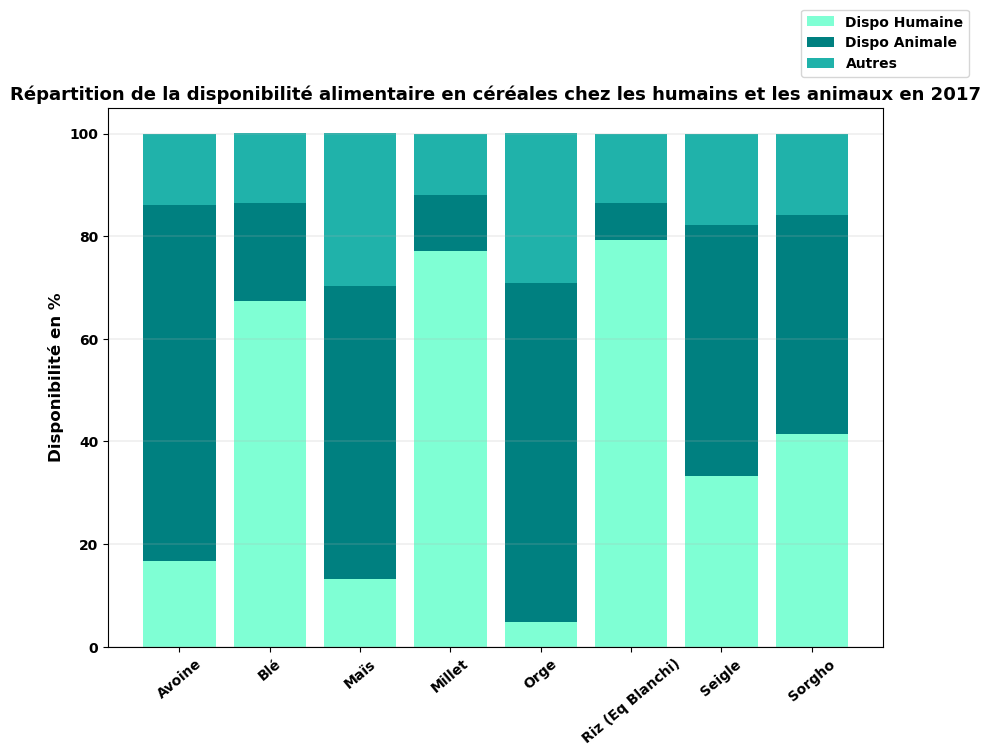 Dispo Humaine
Dispo Animale
Autres
Répartition de la disponibilité alimentaire en céréales chez les humains et les animaux en 2017
Disponibilité en %
100
80
60
40
20
0
Avoine
Blé
Maïs
Millet
Orge
Riz (Eq Blanchi)
Seigle
Sorgho